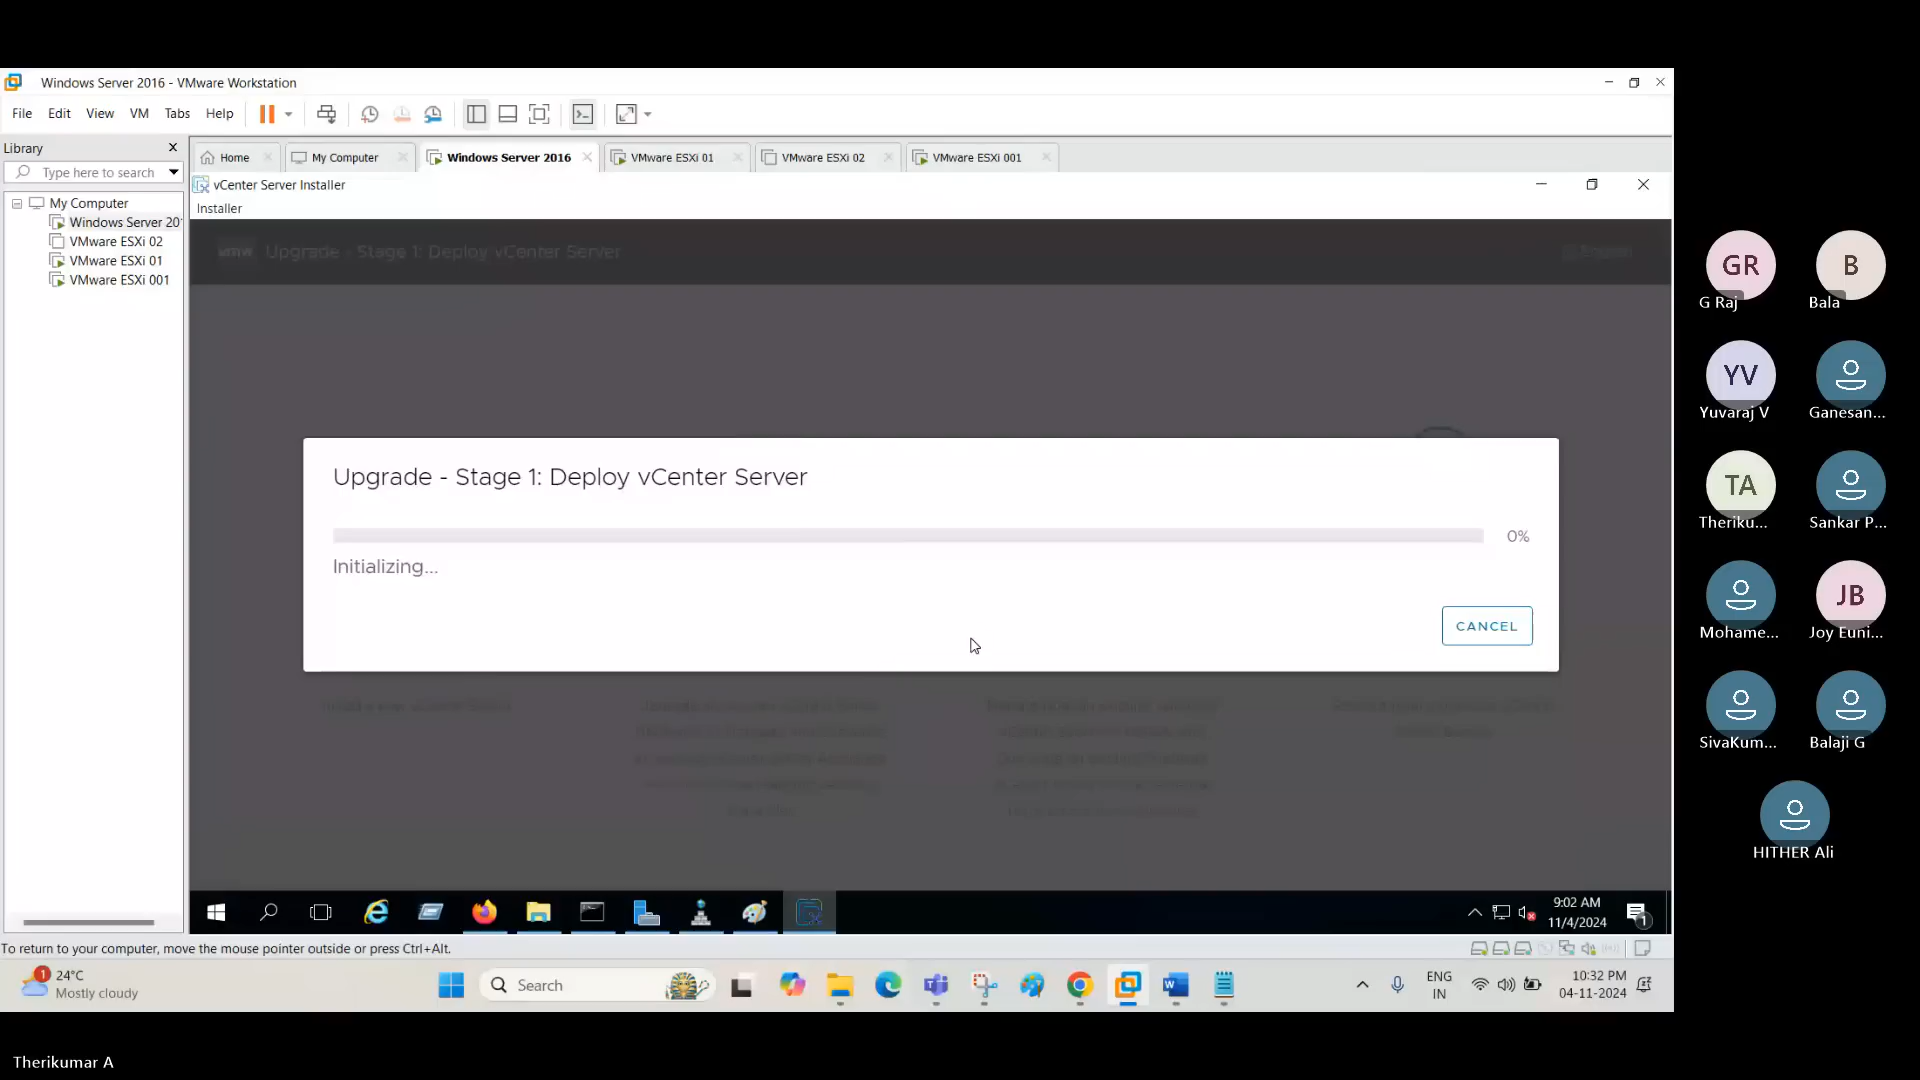 Windows Server 2016 - VMware Workstation
File Edit View VM Tabs Help
Library
Type here to search
My Computer
Windows Server 20
VMware ESXi 02
VMware ESXi 01
VMware ESXi 001
Home
My Computer
Windows Server 2016
VMware ESXi 01
VMware ESXi 02
VMware ESXi 001
vCenter Server Installer
Installer
vmw Upgrade - Stage 1: Deploy vCenter Server
English
Upgrade - Stage 1: Deploy vCenter Server
0%
Initializing...
CANCEL
9:02 AM
11/4/2024
1
To return to your computer, move the mouse pointer outside or press Ctrl+Alt.
1
24°C
Mostly cloudy
Search
ENG
IN
10:32 PM
04-11-2024
GR
G Raj
B
Bala
YV
Yuvaraj V
Ganesan...
TA
Theriku...
Sankar P...
Mohame...
JB
Joy Euni...
SivaKum...
Balaji G
HITHER Ali
Therikumar A